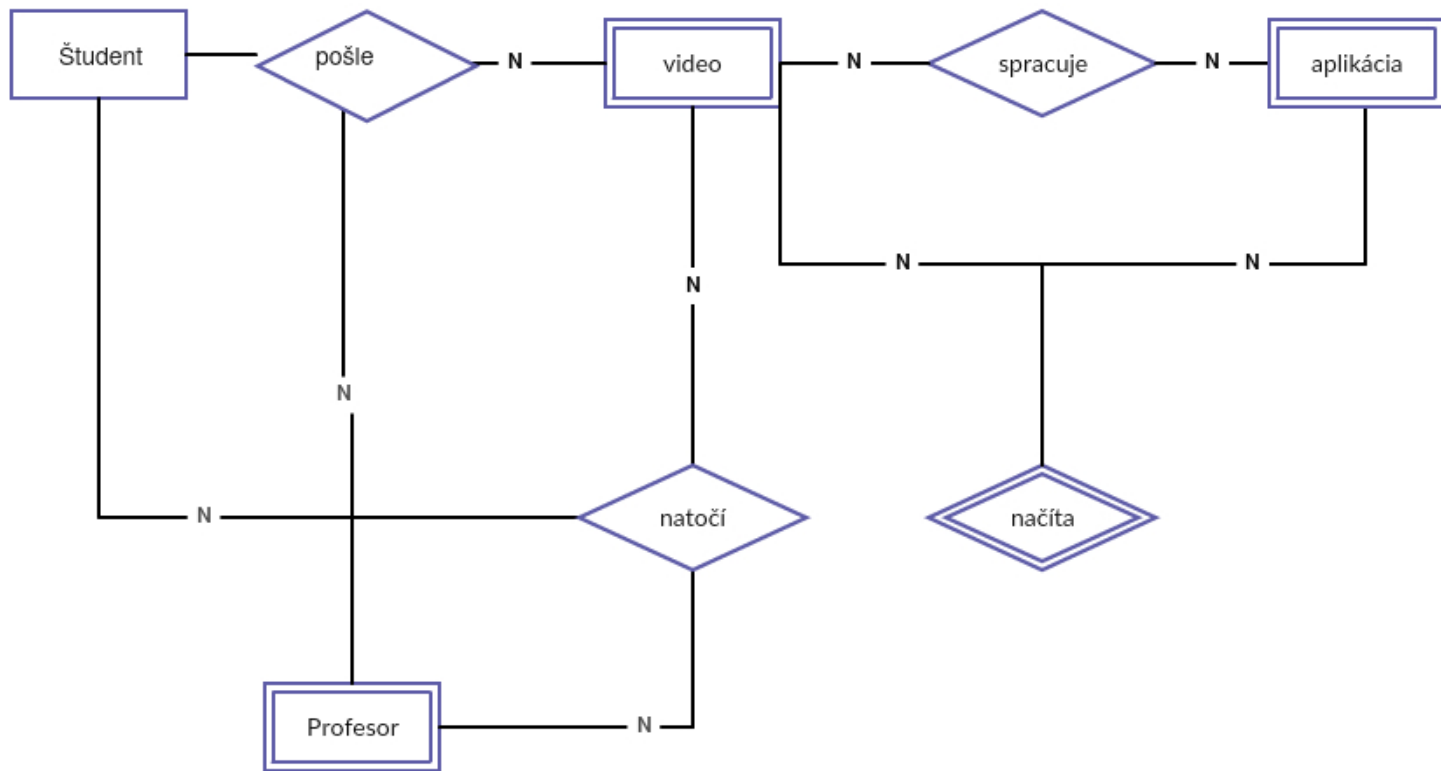 Študent
pošle
N
video
N
spracuje
N
aplikácia
N
N
N
N
N
natočí
načíta
Profesor
N